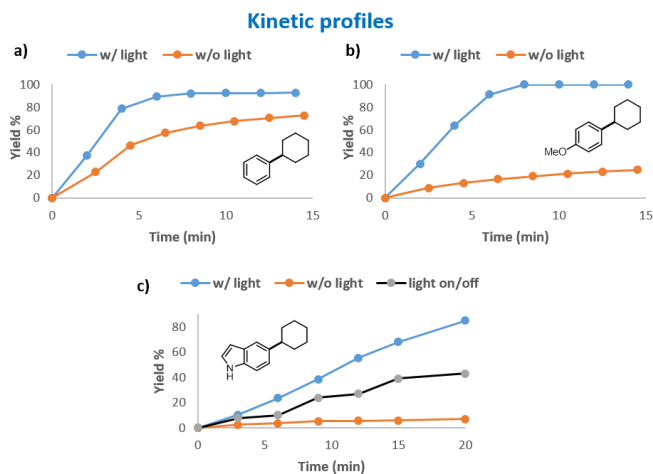 Kinetic profiles
a)
w/ light
w/o light
Yield %
100
80
60
40
20
0
0
5
10
15
Time (min)
b)
w/ light
w/o light
MeO
Yield %
100
80
60
40
20
0
0
5
10
15
Time (min)
c)
w/ light
w/o light
light on/off
N
H
Yield %
80
60
40
20
0
0
5
10
15
20
Time (min)